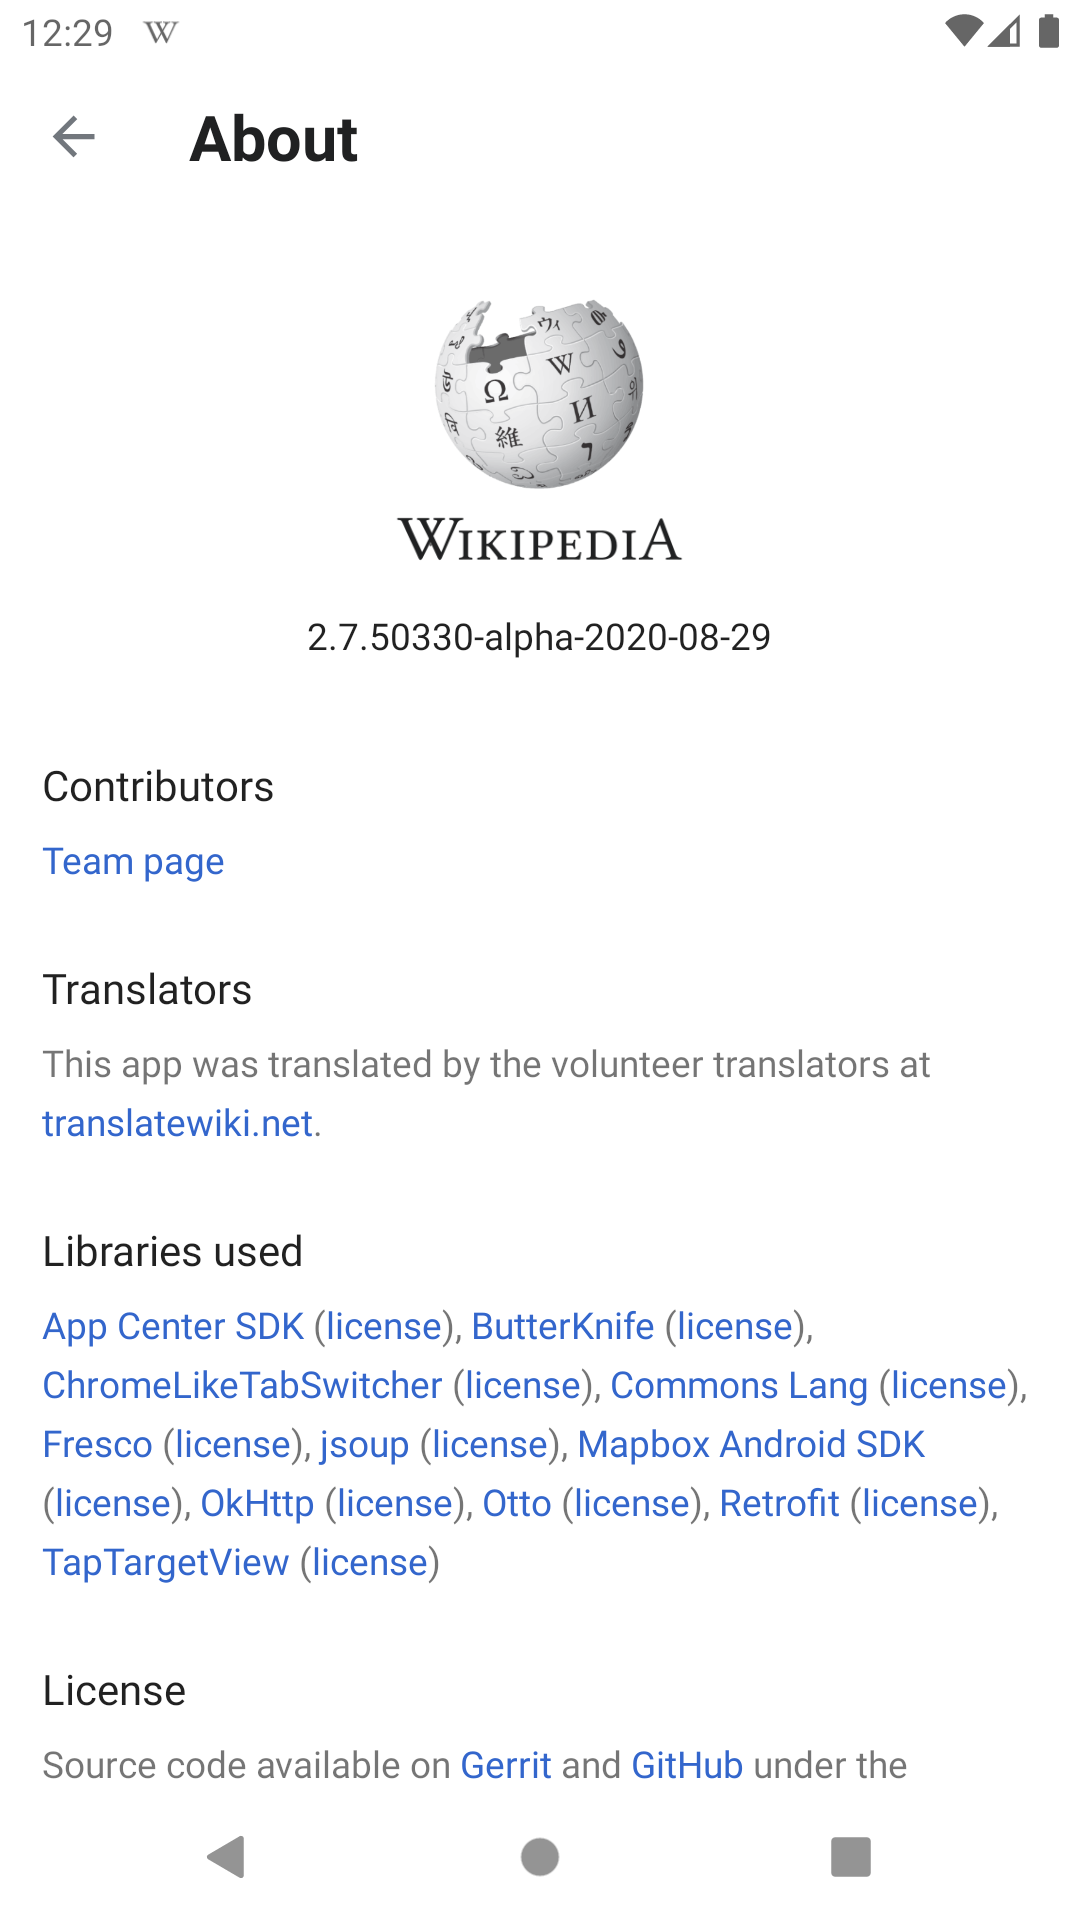 12:29 W
About
ウィ
W
Ω
И
維
WIKIPEDIA
2.7.50330-alpha-2020-08-29
Contributors
Team page
Translators
This app was translated by the volunteer translators at
translatewiki.net.
Libraries used
App Center SDK (license), ButterKnife (license),
ChromeLikeTabSwitcher (license), Commons Lang (license),
Fresco (license), jsoup (license), Mapbox Android SDK
(license), OkHttp (license), Otto (license), Retrofit (license),
TapTargetView (license)
License
Source code available on Gerrit and GitHub under the